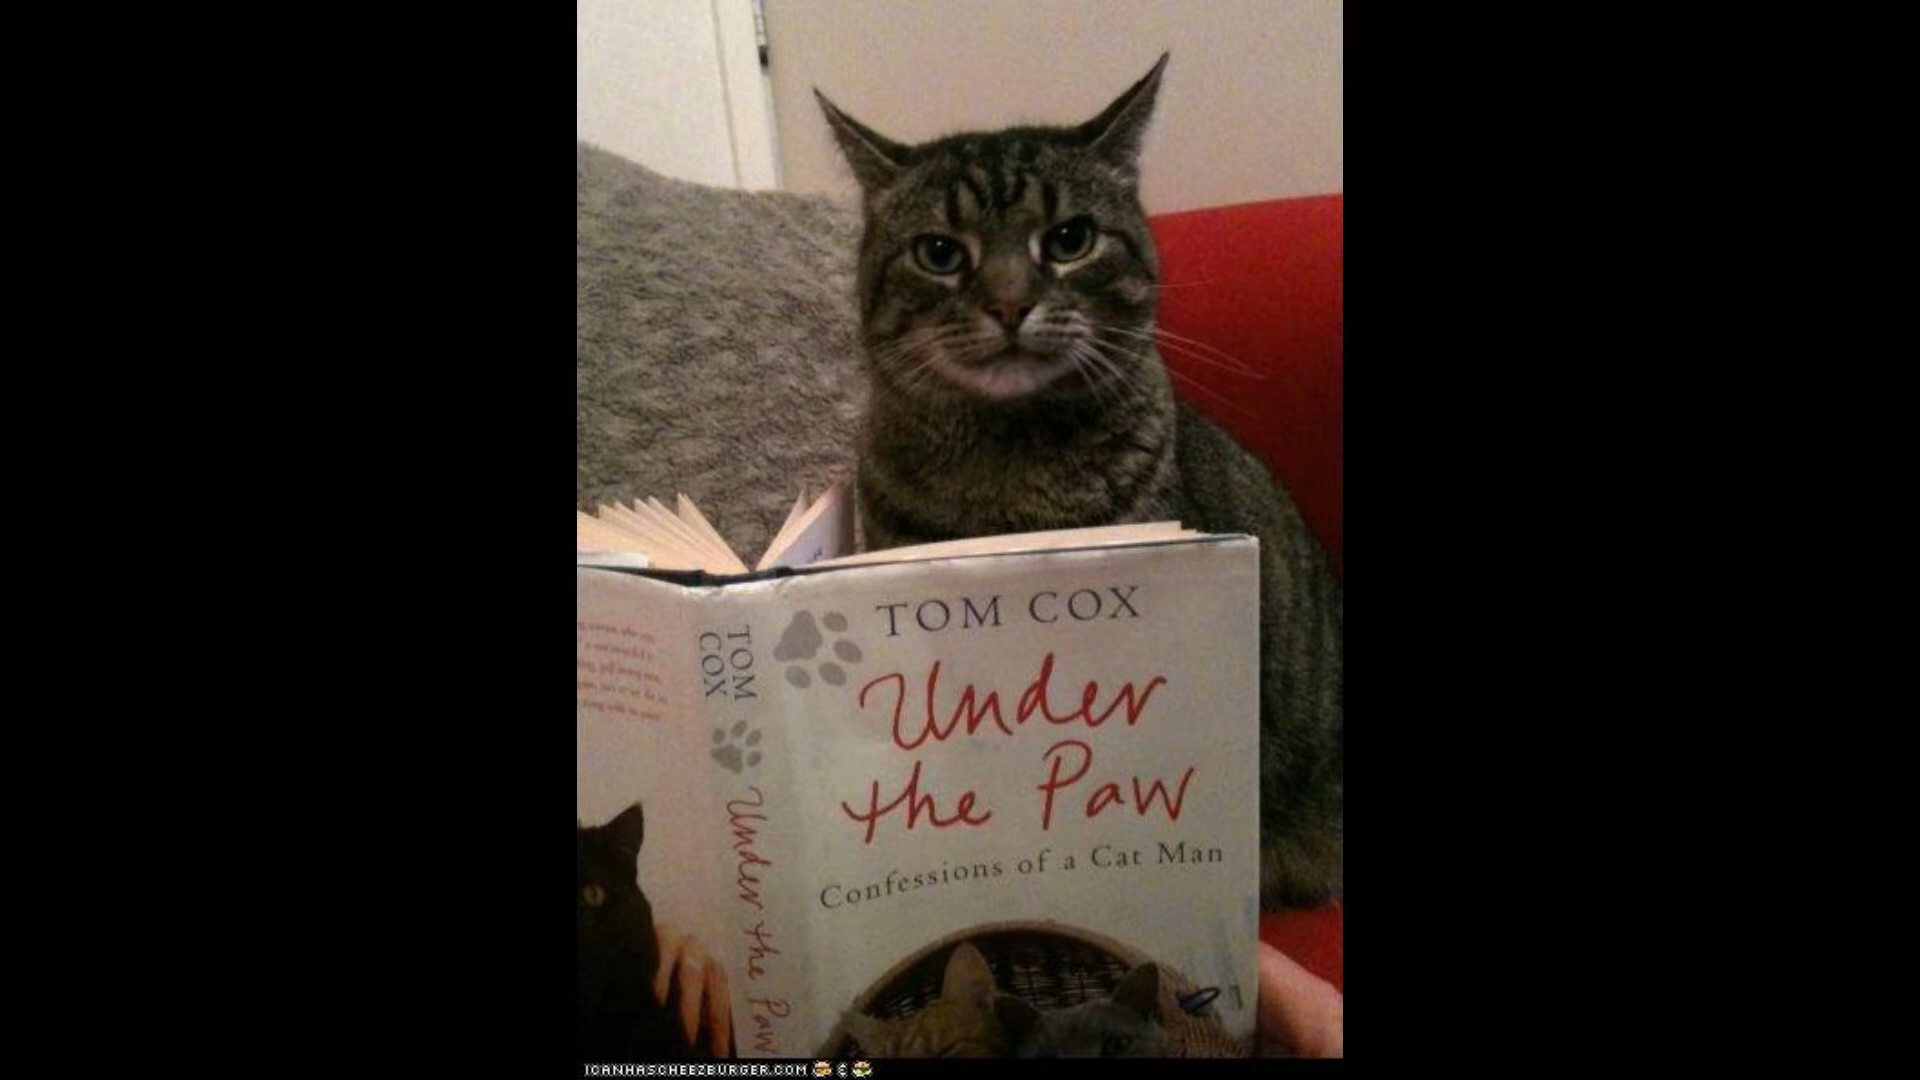 TOM COX
Under
the Paw
Confessions of a Cat Man
TOM
COX
Under the Paw
ICANHASCHEEZBURGER.COM